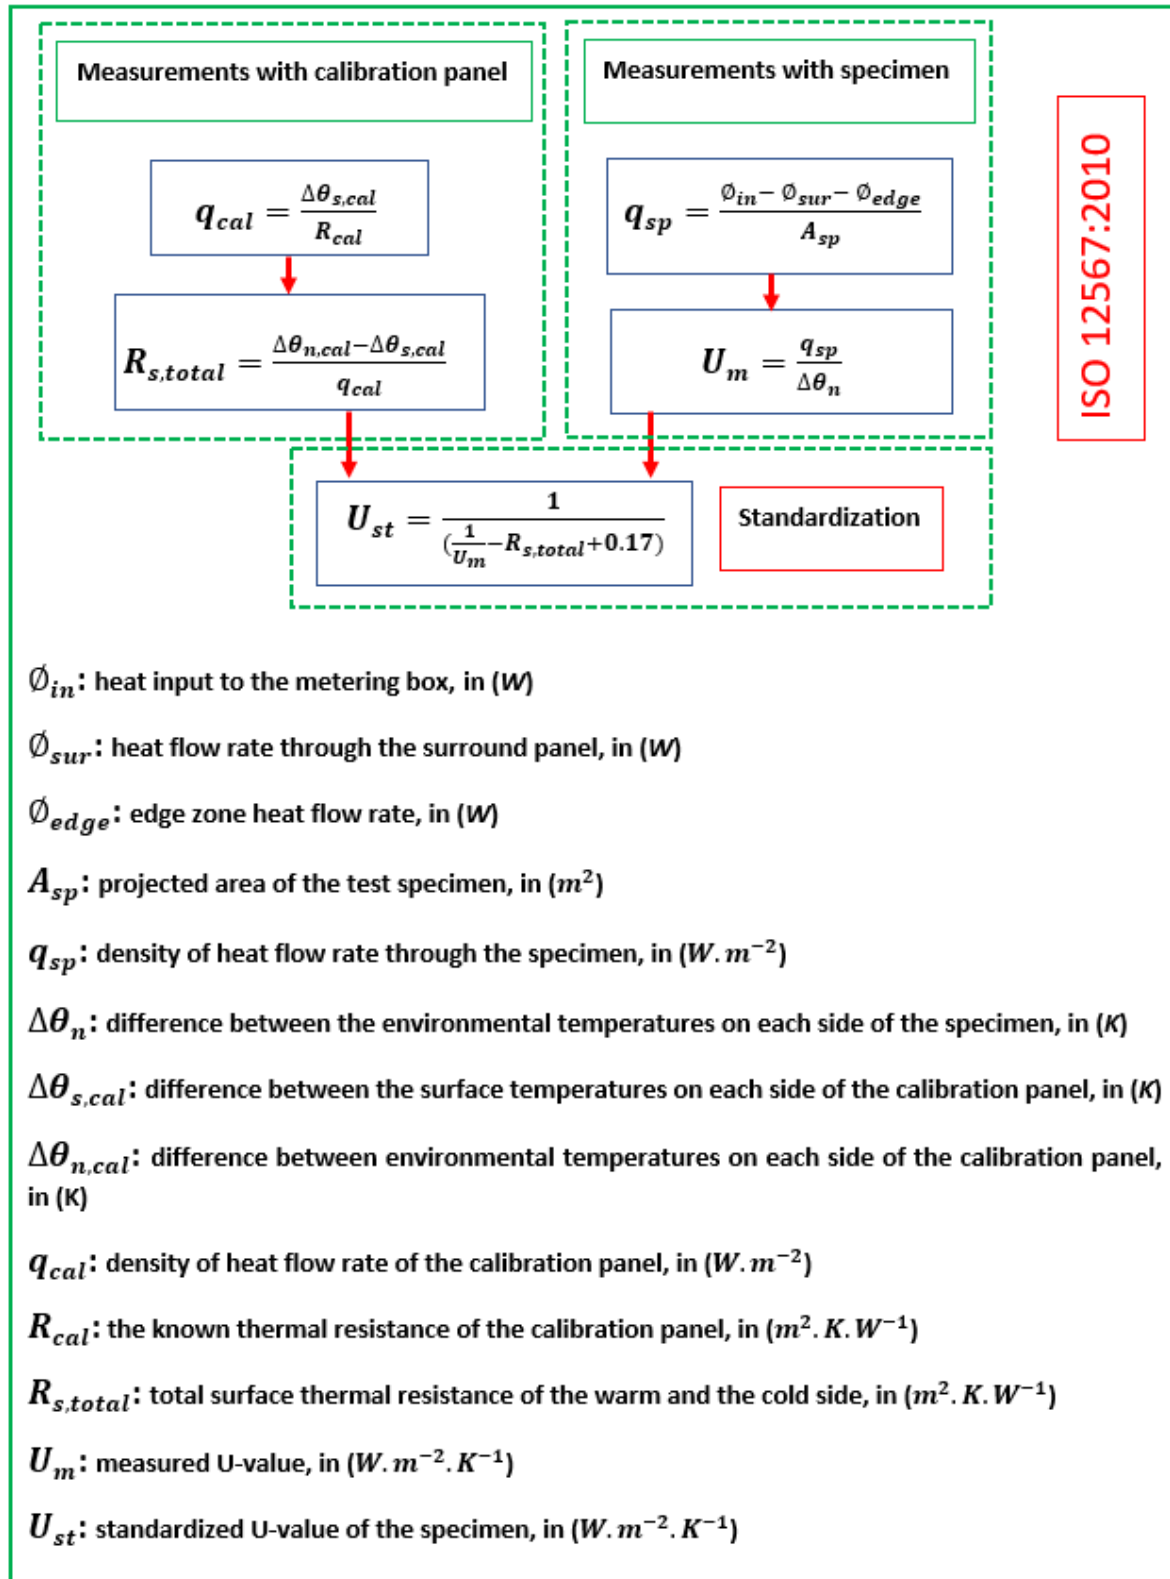 Measurements with calibration panel
Measurements with specimen
ISO 12567:2010
q_cal = Δθ_s,cal / R_cal
q_sp = (∅_in − ∅_sur − ∅_edge) / A_sp
R_s,total = (Δθ_n,cal − Δθ_s,cal) / q_cal
U_m = q_sp / Δθ_n
U_st = 1 / (1/U_m − R_s,total + 0.17)
Standardization
∅_in: heat input to the metering box, in (W)
∅_sur: heat flow rate through the surround panel, in (W)
∅_edge: edge zone heat flow rate, in (W)
A_sp: projected area of the test specimen, in (m²)
q_sp: density of heat flow rate through the specimen, in (W.m⁻²)
Δθ_n: difference between the environmental temperatures on each side of the specimen, in (K)
Δθ_s,cal: difference between the surface temperatures on each side of the calibration panel, in (K)
Δθ_n,cal: difference between environmental temperatures on each side of the calibration panel,
in (K)
q_cal: density of heat flow rate of the calibration panel, in (W.m⁻²)
R_cal: the known thermal resistance of the calibration panel, in (m².K.W⁻¹)
R_s,total: total surface thermal resistance of the warm and the cold side, in (m².K.W⁻¹)
U_m: measured U-value, in (W.m⁻².K⁻¹)
U_st: standardized U-value of the specimen, in (W.m⁻².K⁻¹)